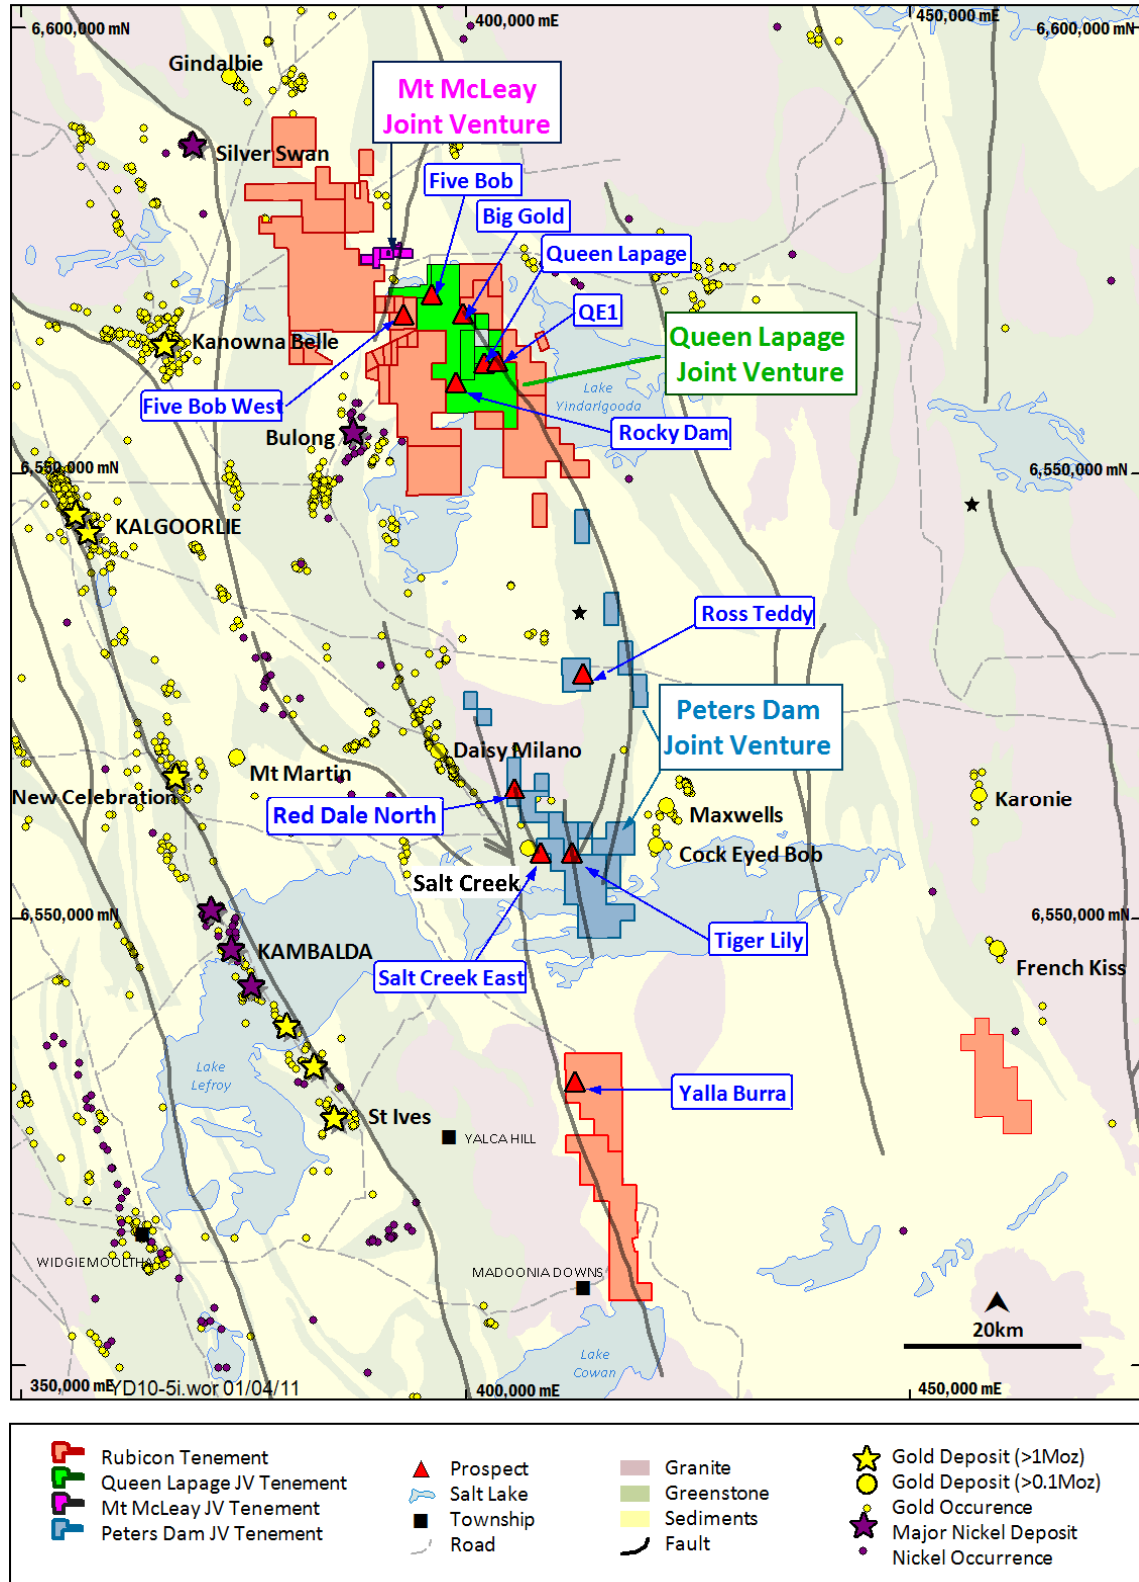 400,000 mE
450,000 mE
6,600,000 mN
6,600,000 mN
Gindalbie
Mt McLeay
Joint Venture
Silver Swan
Five Bob
Big Gold
Queen Lapage
QE1
Kanowna Belle
Queen Lapage
Joint Venture
Lake
Yindarlgooda
Five Bob West
Rocky Dam
Bulong
6,550,000 mN
6,550,000 mN
KALGOORLIE
Ross Teddy
Peters Dam
Joint Venture
Daisy Milano
Mt Martin
New Celebration
Red Dale North
Maxwells
Karonie
Cock Eyed Bob
Salt Creek
6,550,000 mN
6,550,000 mN
Tiger Lily
KAMBALDA
French Kiss
Salt Creek East
Lake
Lefroy
Yalla Burra
St Ives
YALCA HILL
WIDGIEMOOLTHA
MADOONIA DOWNS
20km
Lake
Cowan
350,000 mE
YD10-5i.wor 01/04/11
400,000 mE
450,000 mE
Rubicon Tenement
Queen Lapage JV Tenement
Mt McLeay JV Tenement
Peters Dam JV Tenement
Prospect
Salt Lake
Township
Road
Granite
Greenstone
Sediments
Fault
Gold Deposit (>1Moz)
Gold Deposit (>0.1Moz)
Gold Occurence
Major Nickel Deposit
Nickel Occurrence